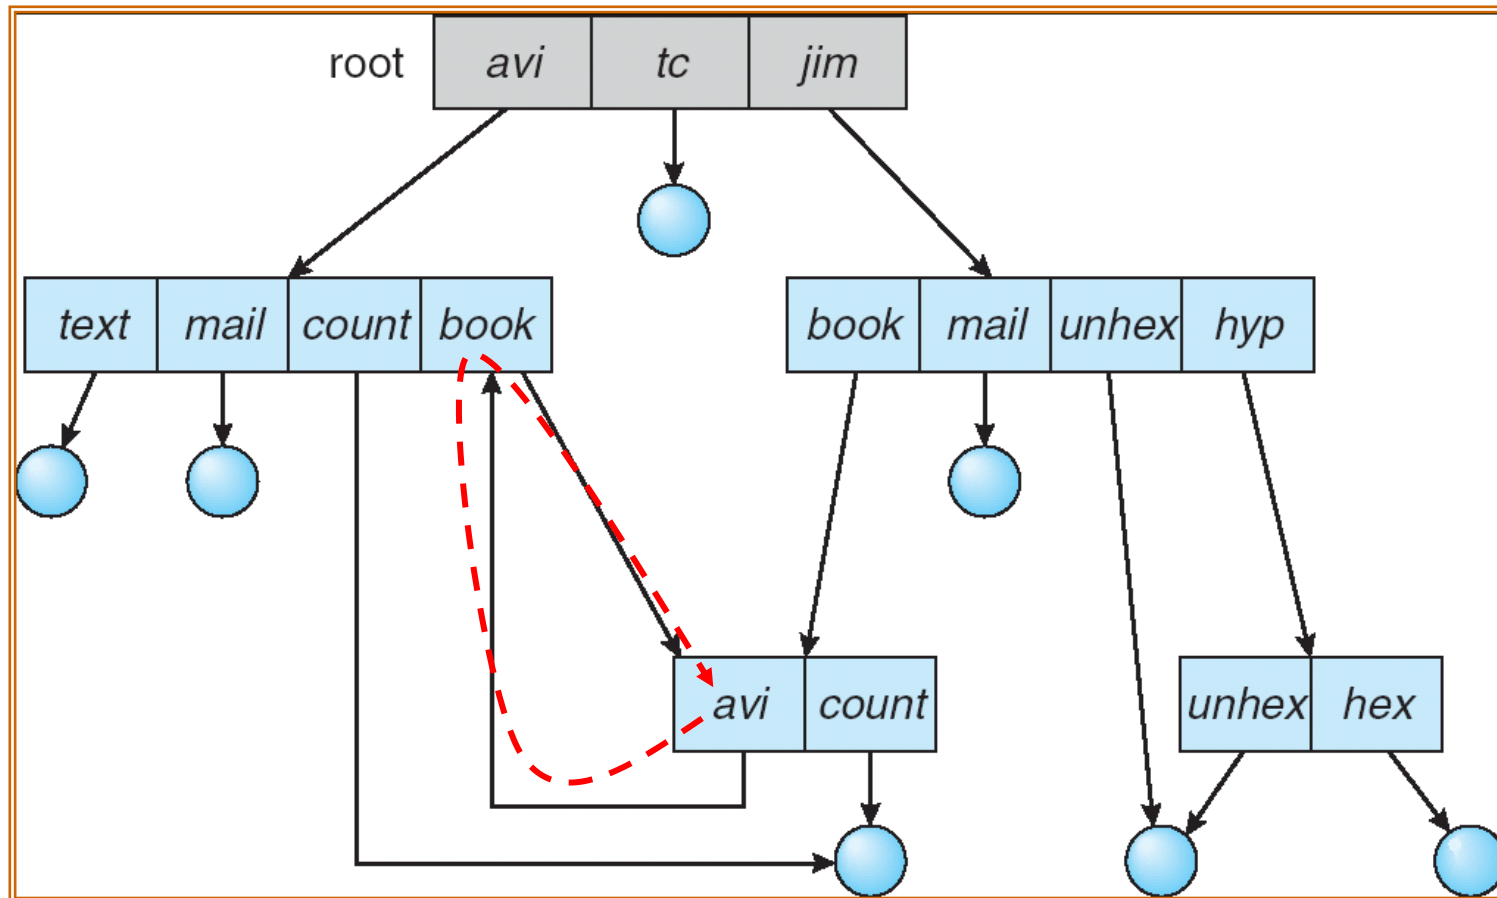 root avi tc jim
text mail count book book mail unhex hyp
avi count unhex hex